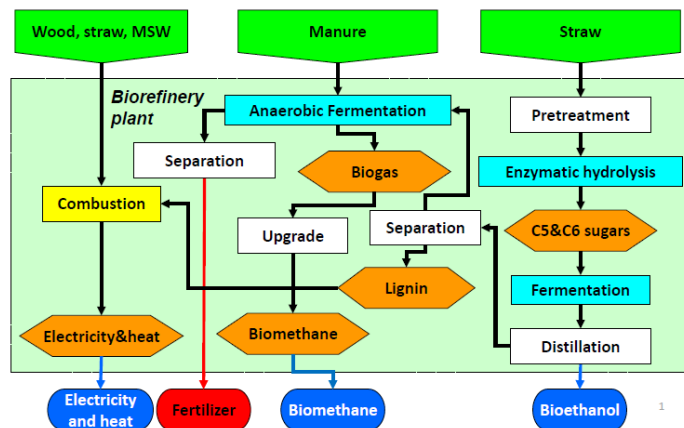 Wood, straw, MSW
Manure
Straw
Biorefinery
plant
Anaerobic Fermentation
Pretreatment
Separation
Biogas
Enzymatic hydrolysis
Combustion
Upgrade
Separation
C5&C6 sugars
Lignin
Fermentation
Electricity&heat
Biomethane
Distillation
Electricity
and heat
Fertilizer
Biomethane
Bioethanol
1